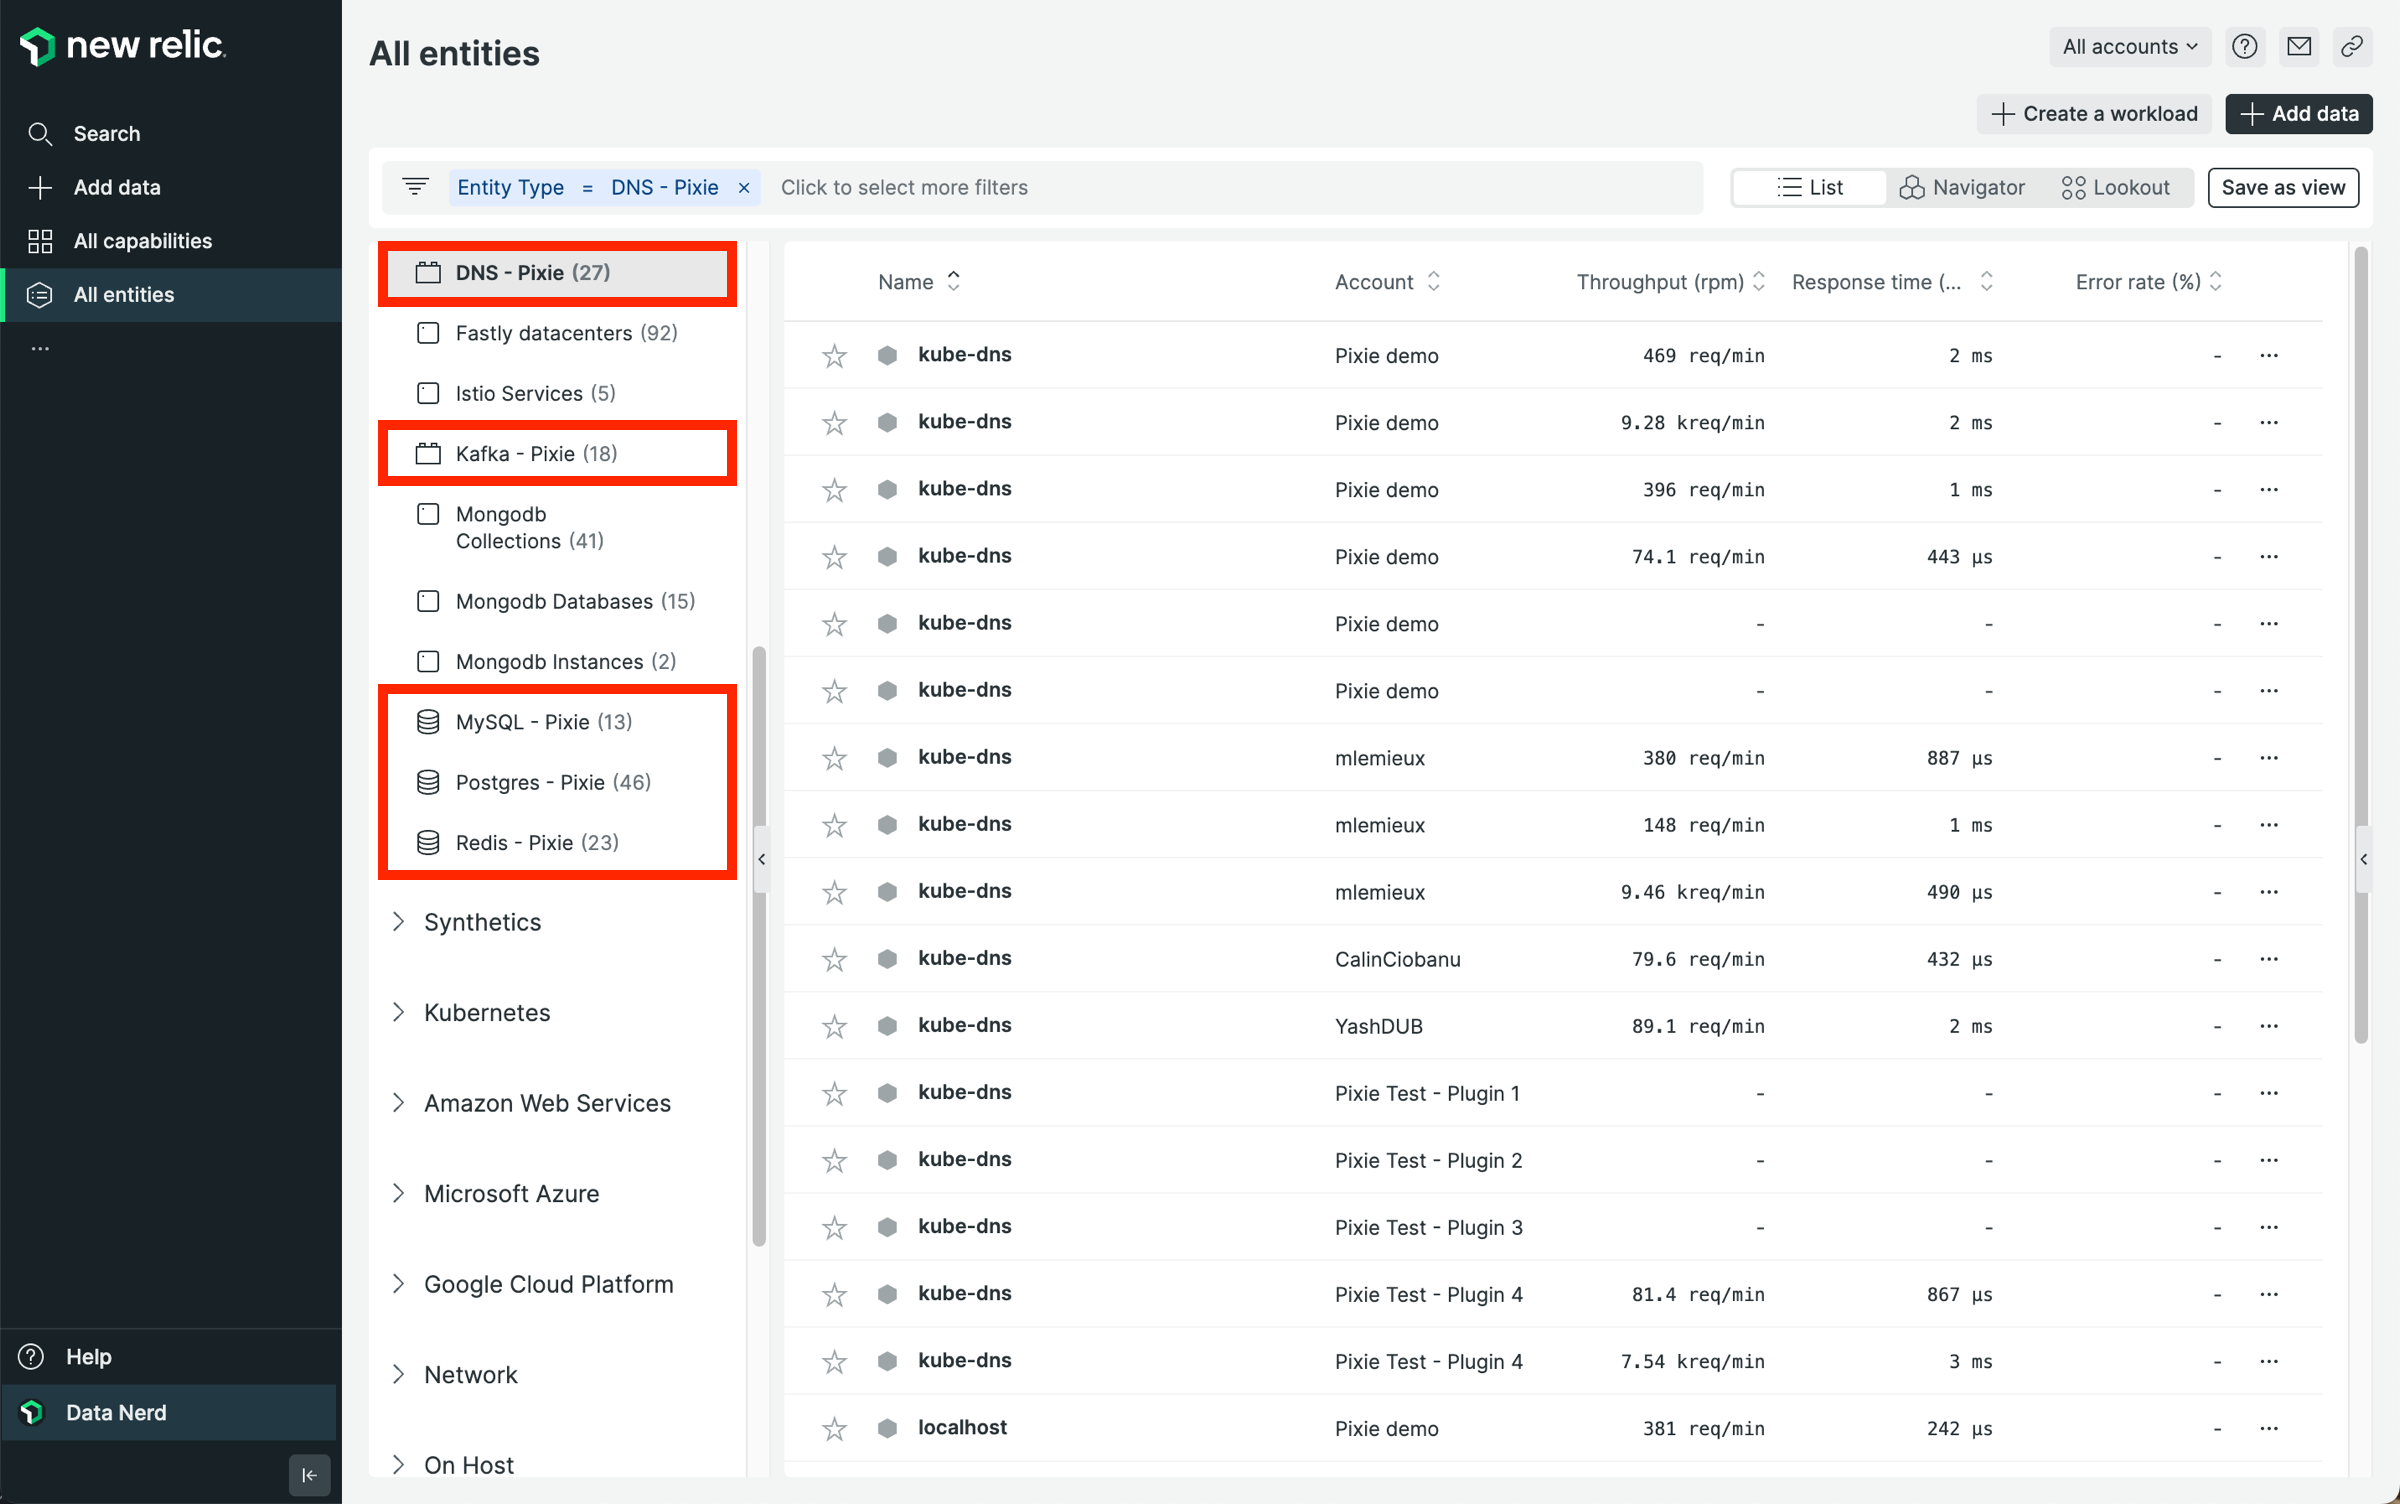 new relic.
Search
Add data
All capabilities
All entities
...
Help
Data Nerd
All entities
All accounts
Create a workload
Add data
Entity Type = DNS - Pixie × Click to select more filters
List
Navigator
Lookout
Save as view
DNS - Pixie (27)
Fastly datacenters (92)
Istio Services (5)
Kafka - Pixie (18)
Mongodb
Collections (41)
Mongodb Databases (15)
Mongodb Instances (2)
MySQL - Pixie (13)
Postgres - Pixie (46)
Redis - Pixie (23)
Synthetics
Kubernetes
Amazon Web Services
Microsoft Azure
Google Cloud Platform
Network
On Host
Name Account Throughput (rpm) Response time (... Error rate (%)
kube-dns Pixie demo 469 req/min 2 ms - ...
kube-dns Pixie demo 9.28 kreq/min 2 ms - ...
kube-dns Pixie demo 396 req/min 1 ms - ...
kube-dns Pixie demo 74.1 req/min 443 µs - ...
kube-dns Pixie demo - - - ...
kube-dns Pixie demo - - - ...
kube-dns mlemieux 380 req/min 887 µs - ...
kube-dns mlemieux 148 req/min 1 ms - ...
kube-dns mlemieux 9.46 kreq/min 490 µs - ...
kube-dns CalinCiobanu 79.6 req/min 432 µs - ...
kube-dns YashDUB 89.1 req/min 2 ms - ...
kube-dns Pixie Test - Plugin 1 - - - ...
kube-dns Pixie Test - Plugin 2 - - - ...
kube-dns Pixie Test - Plugin 3 - - - ...
kube-dns Pixie Test - Plugin 4 81.4 req/min 867 µs - ...
kube-dns Pixie Test - Plugin 4 7.54 kreq/min 3 ms - ...
localhost Pixie demo 381 req/min 242 µs - ...